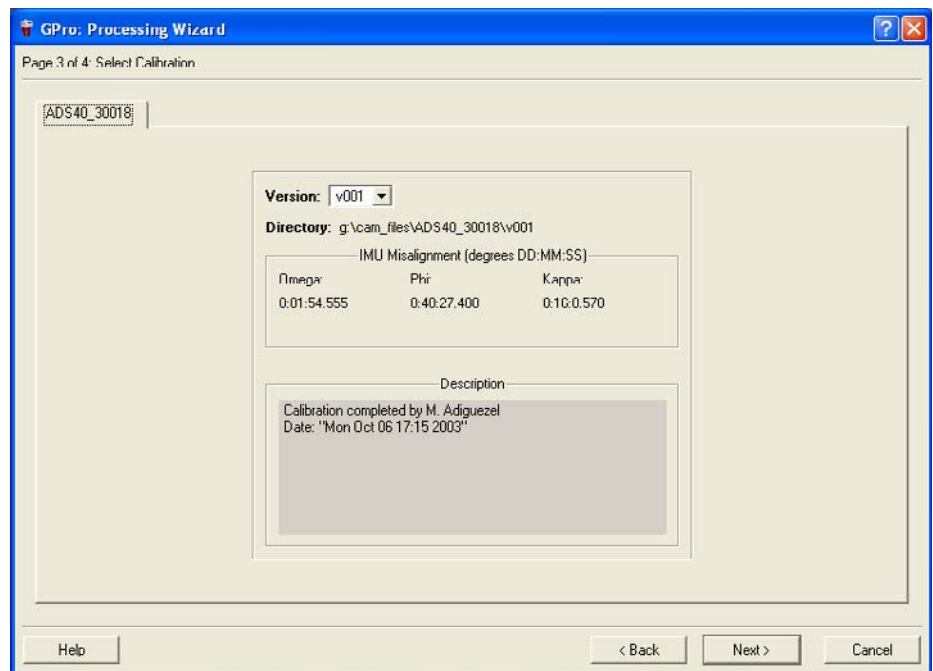 GPro: Processing Wizard
Page 3 of 4: Select Calibration
ADS40_30018
Version: v001
Directory: g:\cam_files\ADS40_30018\v001
IMU Misalignment (degrees DD:MM:SS)
Omega: Phi: Kappa:
0:01:54.555 0:40:27.400 0:16:0.570
Description
Calibration completed by M. Adiguezel
Date: "Mon Oct 06 17:15 2003"
Help < Back Next > Cancel